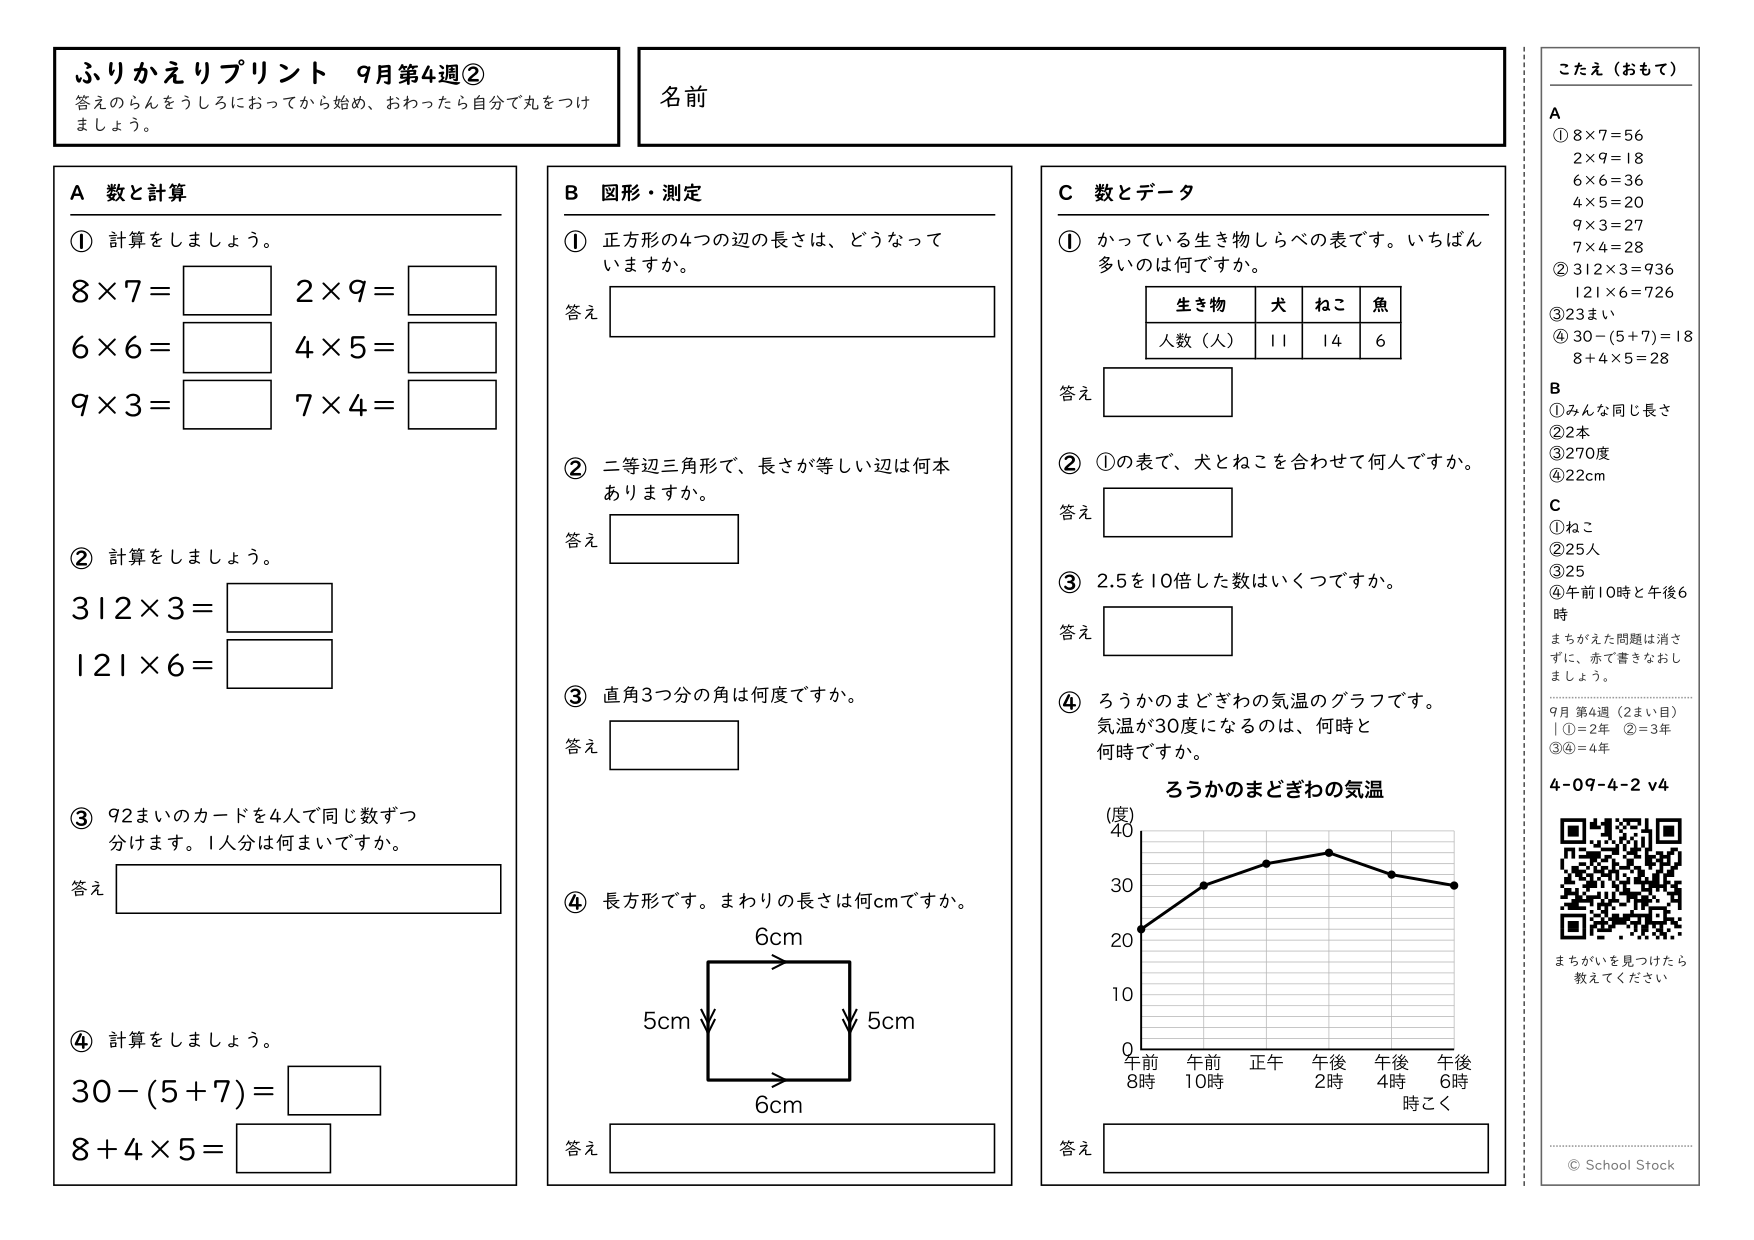 ふりかえりプリント　9月第4週②
答えのらんをうしろにおってから始め、おわったら自分で丸をつけ
ましょう。
名前
A　数と計算
① 計算をしましょう。
8×7＝ 2×9＝
6×6＝ 4×5＝
9×3＝ 7×4＝
② 計算をしましょう。
312×3＝
121×6＝
③ 92まいのカードを4人で同じ数ずつ
分けます。1人分は何まいですか。
答え
④ 計算をしましょう。
30－(5＋7)＝
8＋4×5＝
B　図形・測定
① 正方形の4つの辺の長さは、どうなって
いますか。
答え
② 二等辺三角形で、長さが等しい辺は何本
ありますか。
答え
③ 直角3つ分の角は何度ですか。
答え
④ 長方形です。まわりの長さは何cmですか。
6cm
5cm 5cm
6cm
答え
C　数とデータ
① かっている生き物しらべの表です。いちばん
多いのは何ですか。
生き物 犬 ねこ 魚
人数（人） 11 14 6
答え
② ①の表で、犬とねこを合わせて何人ですか。
答え
③ 2.5を10倍した数はいくつですか。
答え
④ ろうかのまどぎわの気温のグラフです。
気温が30度になるのは、何時と
何時ですか。
ろうかのまどぎわの気温
(度)
40
30
20
10
0
午前 午前 正午 午後 午後 午後
8時 10時 2時 4時 6時
時こく
答え
こたえ（おもて）
A
① 8×7＝56
2×9＝18
6×6＝36
4×5＝20
9×3＝27
7×4＝28
② 312×3＝936
121×6＝726
③23まい
④ 30－(5＋7)＝18
8＋4×5＝28
B
①みんな同じ長さ
②2本
③270度
④22cm
C
①ねこ
②25人
③25
④午前10時と午後6
時
まちがえた問題は消さ
ずに、赤で書きなおし
ましょう。
9月 第4週（2まい目）
｜①＝2年　②＝3年
③④＝4年
4-09-4-2 v4
まちがいを見つけたら
教えてください
© School Stock